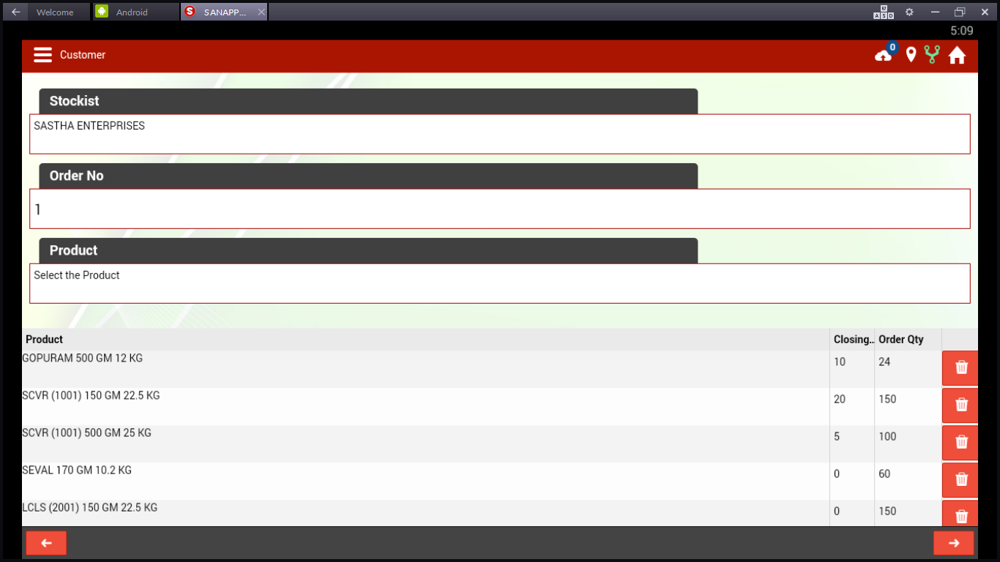 Welcome
Android
SANAPP...
W
A S D
5:09
Customer
0
Stockist
SASTHA ENTERPRISES
Order No
1
Product
Select the Product
Product Closing... Order Qty
GOPURAM 500 GM 12 KG 10 24
SCVR (1001) 150 GM 22.5 KG 20 150
SCVR (1001) 500 GM 25 KG 5 100
SEVAL 170 GM 10.2 KG 0 60
LCLS (2001) 150 GM 22.5 KG 0 150